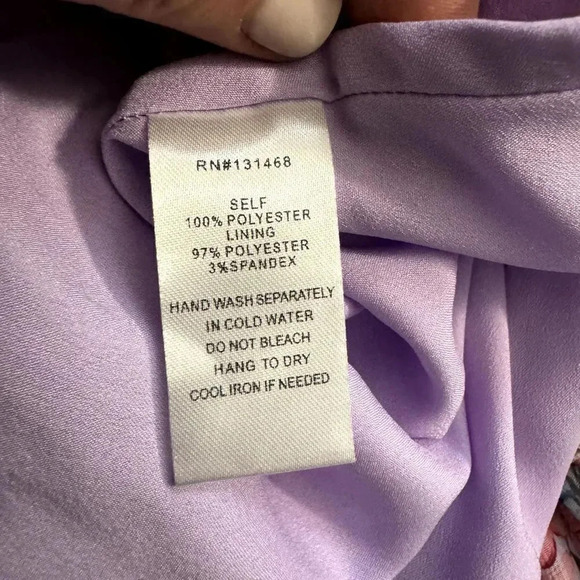 RN#131468
SELF
100% POLYESTER
LINING
97% POLYESTER
3%SPANDEX
HAND WASH SEPARATELY
IN COLD WATER
DO NOT BLEACH
HANG TO DRY
COOL IRON IF NEEDED